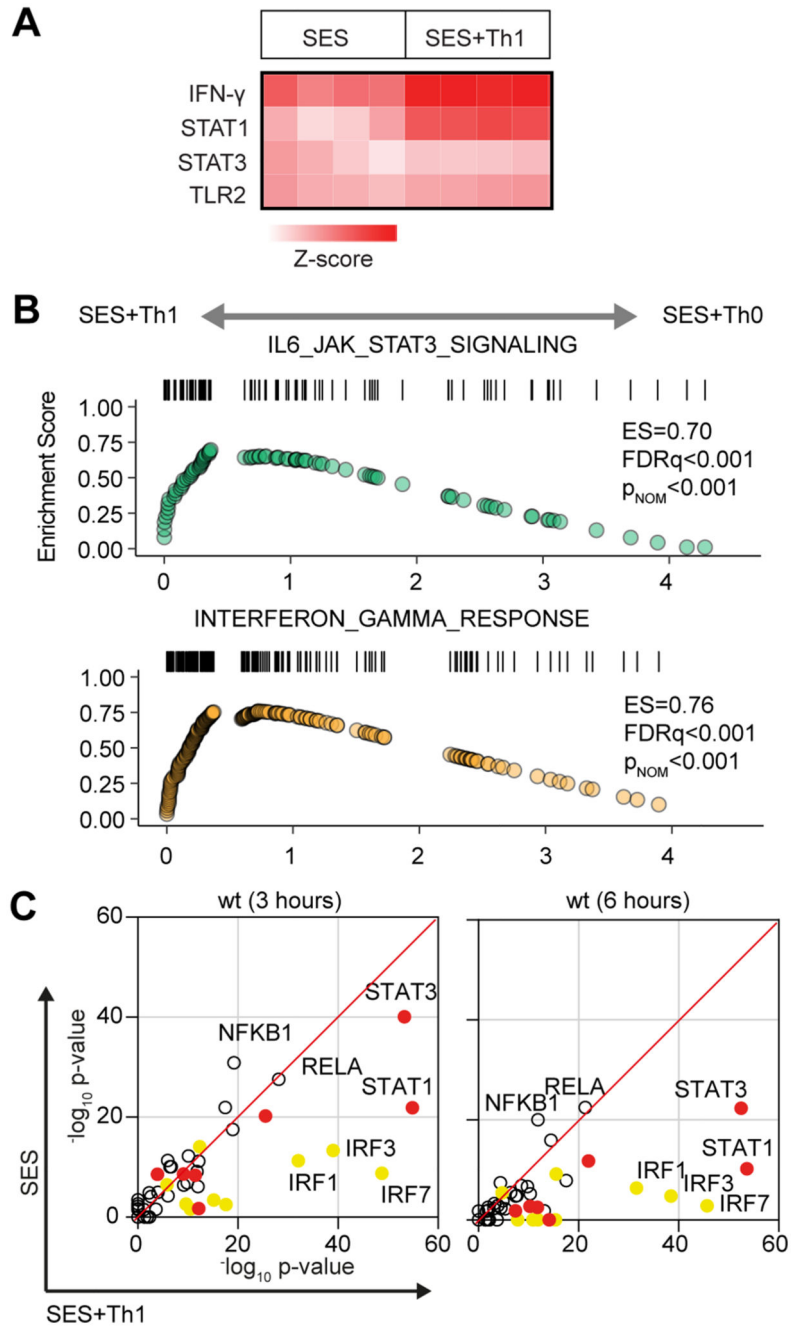 A
SES SES+Th1
IFN-γ
STAT1
STAT3
TLR2
Z-score
B
SES+Th1 SES+Th0
IL6_JAK_STAT3_SIGNALING
Enrichment Score
1.00
0.75
0.50
0.25
0.00
ES=0.70
FDRq<0.001
pNOM<0.001
0 1 2 3 4
INTERFERON_GAMMA_RESPONSE
1.00
0.75
0.50
0.25
0.00
ES=0.76
FDRq<0.001
pNOM<0.001
0 1 2 3 4
C
wt (3 hours) wt (6 hours)
60
40
20
0
-log10 p-value
SES
STAT3
NFKB1
RELA
STAT1
IRF3
IRF1
IRF7
RELA
STAT3
NFKB1
STAT1
IRF1
IRF3
IRF7
0 20 40 60
0 20 40 60
-log10 p-value
SES+Th1